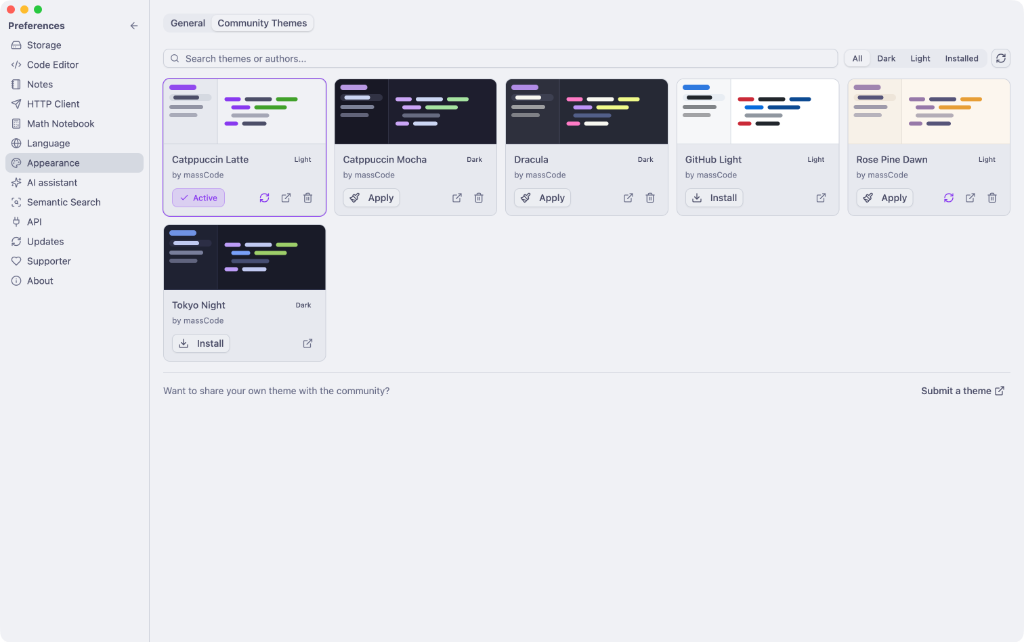 Preferences
Storage
Code Editor
Notes
HTTP Client
Math Notebook
Language
Appearance
AI assistant
Semantic Search
API
Updates
Supporter
About
General Community Themes
Search themes or authors...
All Dark Light Installed
Catppuccin Latte Light
by massCode
Active
Catppuccin Mocha Dark
by massCode
Apply
Dracula Dark
by massCode
Apply
GitHub Light Light
by massCode
Install
Rose Pine Dawn Light
by massCode
Apply
Tokyo Night Dark
by massCode
Install
Want to share your own theme with the community? Submit a theme